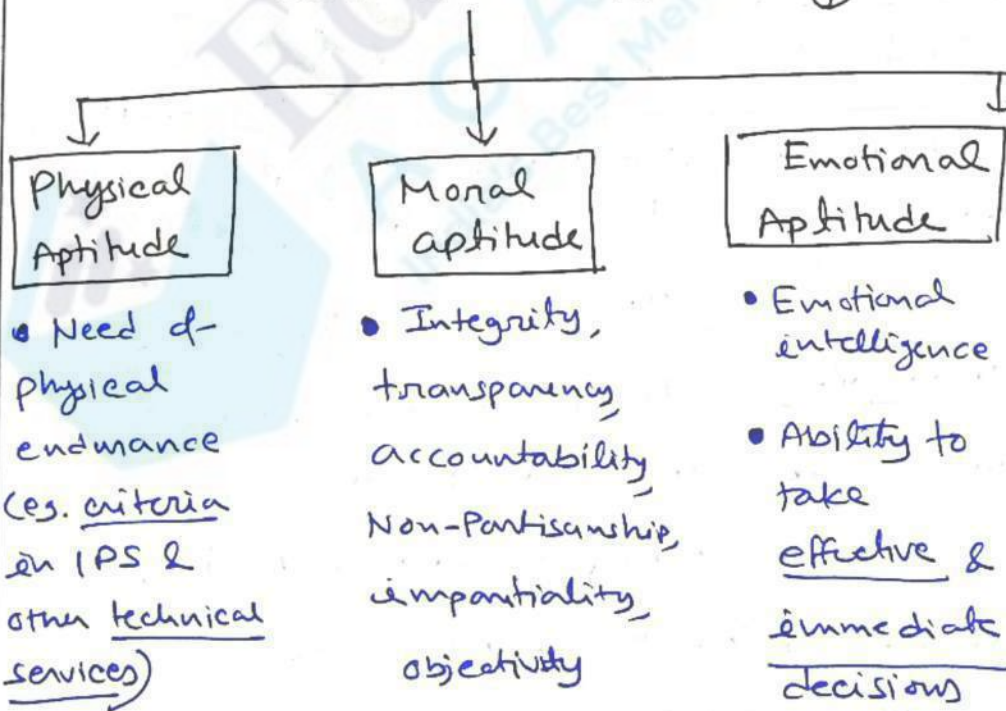 Physical
Aptitude
• Need of
physical
endurance
(eg. criteria
in IPS &
other technical
services)
Moral
aptitude
• Integrity,
transparency,
accountability,
Non-Partisanship,
impartiality,
objectivity
Emotional
Aptitude
• Emotional
intelligence
• Ability to
take
effective &
immediate
decisions